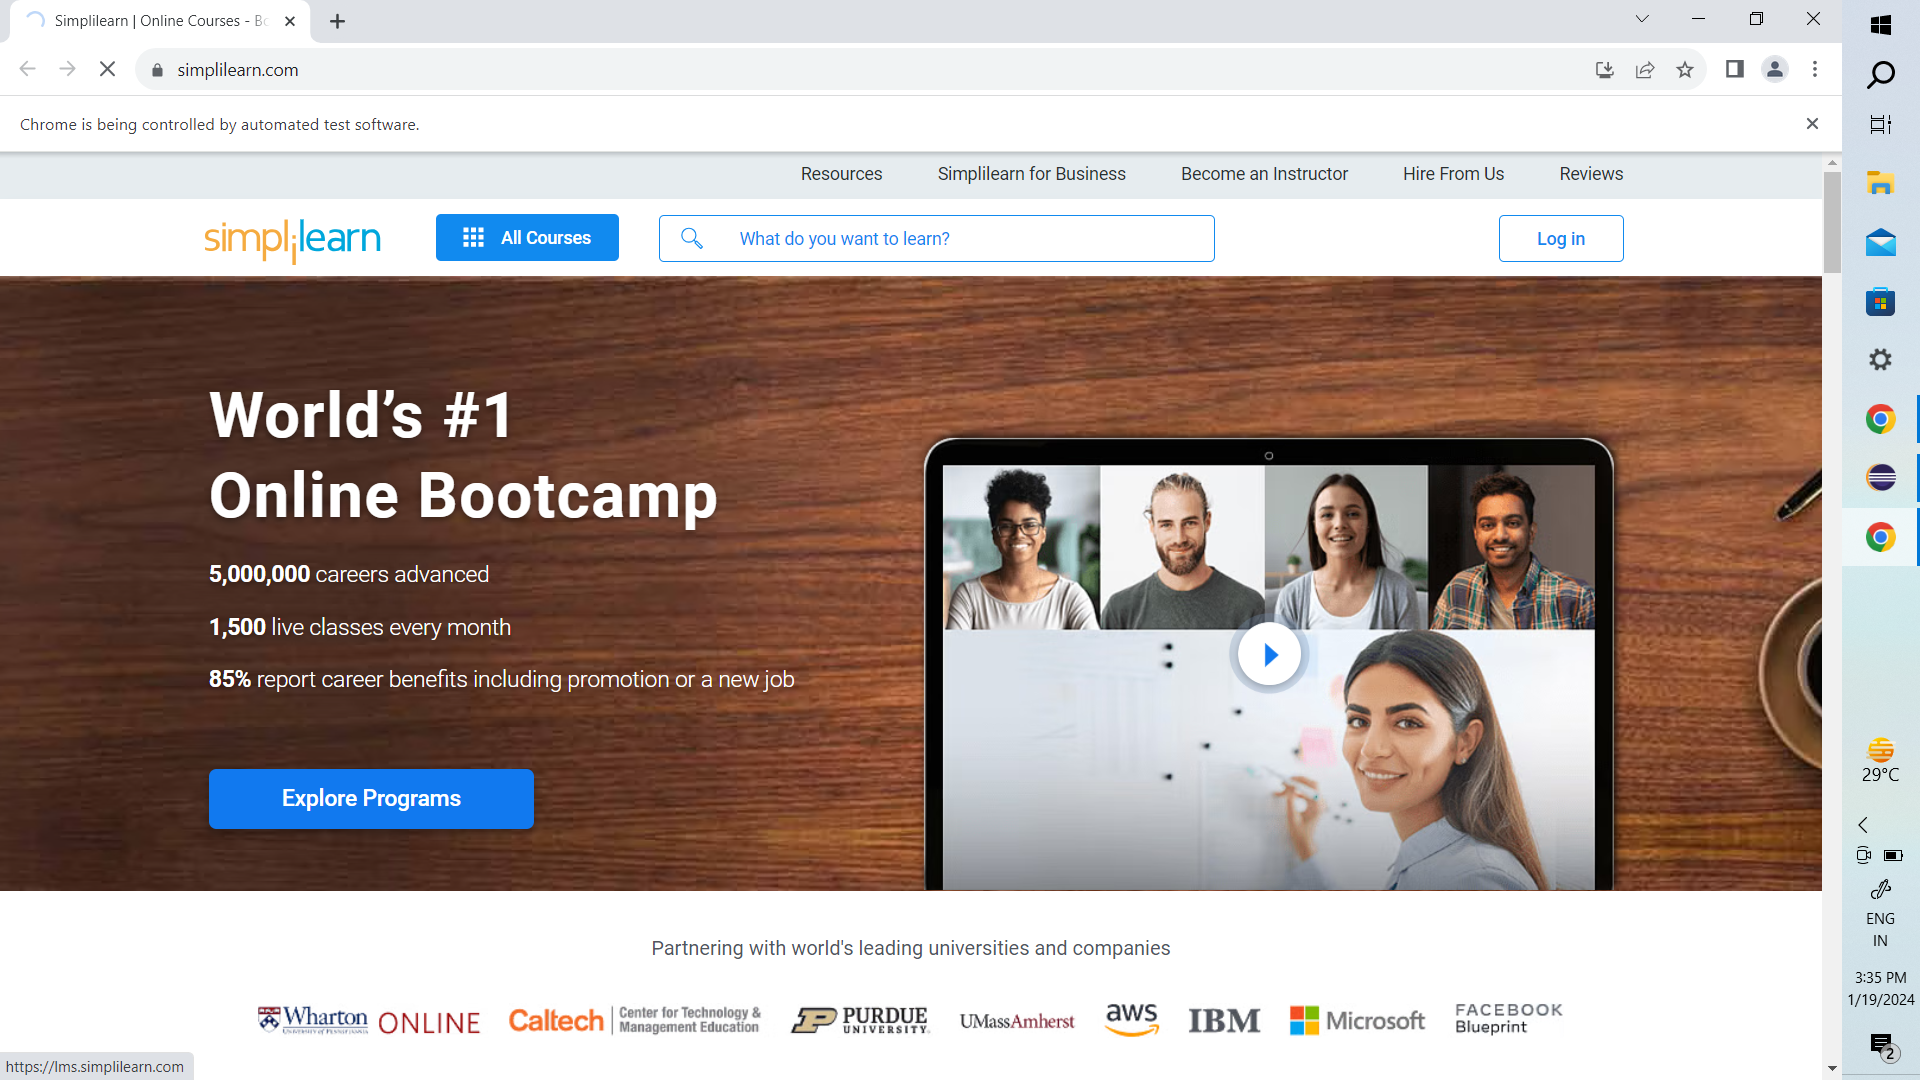 Simplilearn | Online Courses - Bo
simplilearn.com
Chrome is being controlled by automated test software.
Resources
Simplilearn for Business
Become an Instructor
Hire From Us
Reviews
simplilearn
All Courses
What do you want to learn?
Log in
World’s #1
Online Bootcamp
5,000,000 careers advanced
1,500 live classes every month
85% report career benefits including promotion or a new job
Explore Programs
Partnering with world's leading universities and companies
Wharton
UNIVERSITY of PENNSYLVANIA
ONLINE
Caltech
Center for Technology &
Management Education
PURDUE
UNIVERSITY
UMassAmherst
aws
IBM
Microsoft
FACEBOOK
Blueprint
https://lms.simplilearn.com
29°C
ENG
IN
3:35 PM
1/19/2024
2